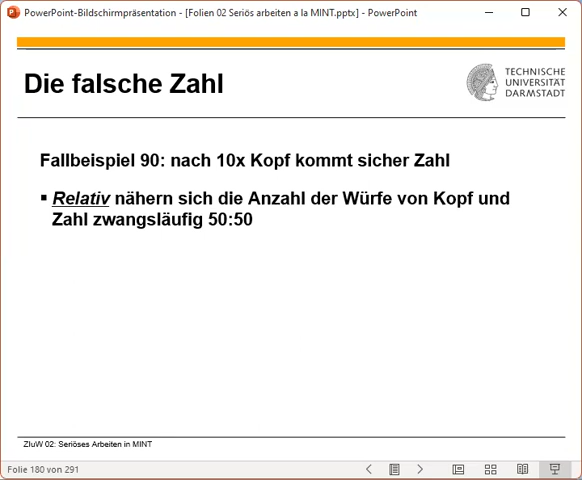 PowerPoint-Bildschirmpräsentation - [Folien 02 Seriös arbeiten a la MINT.pptx] - PowerPoint
Die falsche Zahl
TECHNISCHE
UNIVERSITÄT
DARMSTADT
Fallbeispiel 90: nach 10x Kopf kommt sicher Zahl
▪ Relativ nähern sich die Anzahl der Würfe von Kopf und
Zahl zwangsläufig 50:50
ZIuW 02: Seriöses Arbeiten in MINT
Folie 180 von 291